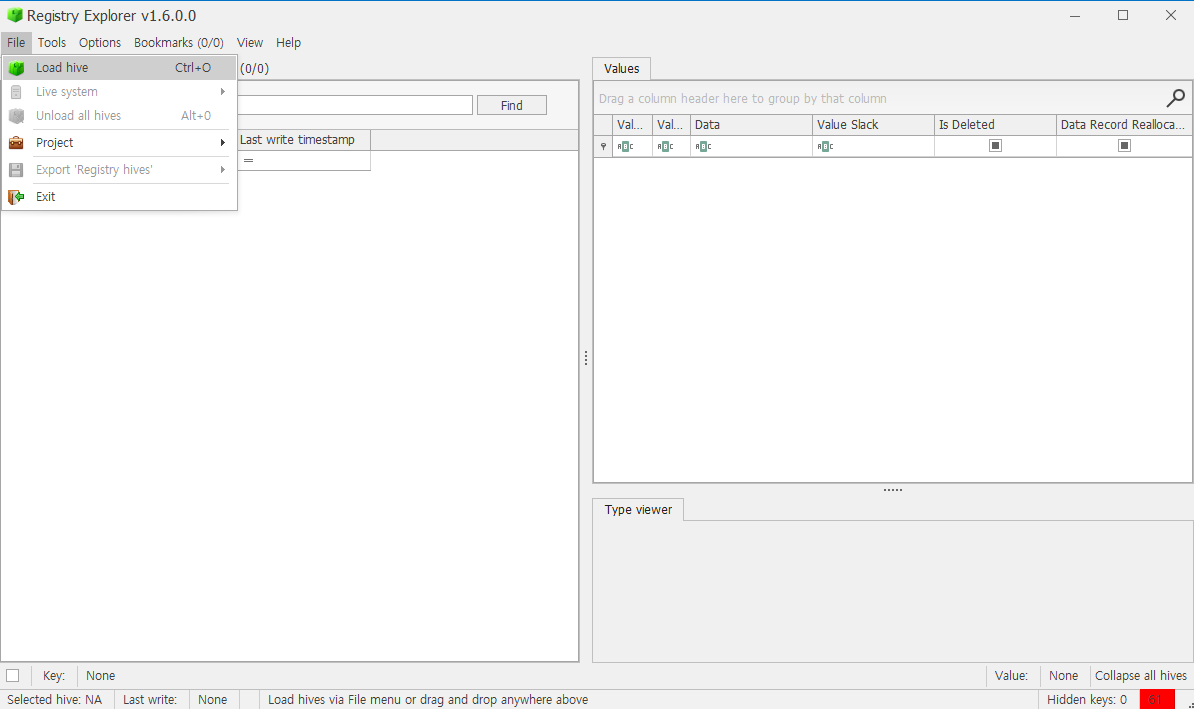 Registry Explorer v1.6.0.0
File Tools Options Bookmarks (0/0) View Help
Load hive Ctrl+O
Live system
Unload all hives Alt+0
Project
Export 'Registry hives'
Exit
(0/0)
Find
Last write timestamp
=
Values
Drag a column header here to group by that column
Val... Val... Data Value Slack Is Deleted Data Record Realloca...
ABC ABC ABC ABC
Type viewer
Key: None
Value: None Collapse all hives
Selected hive: NA Last write: None Load hives via File menu or drag and drop anywhere above Hidden keys: 0